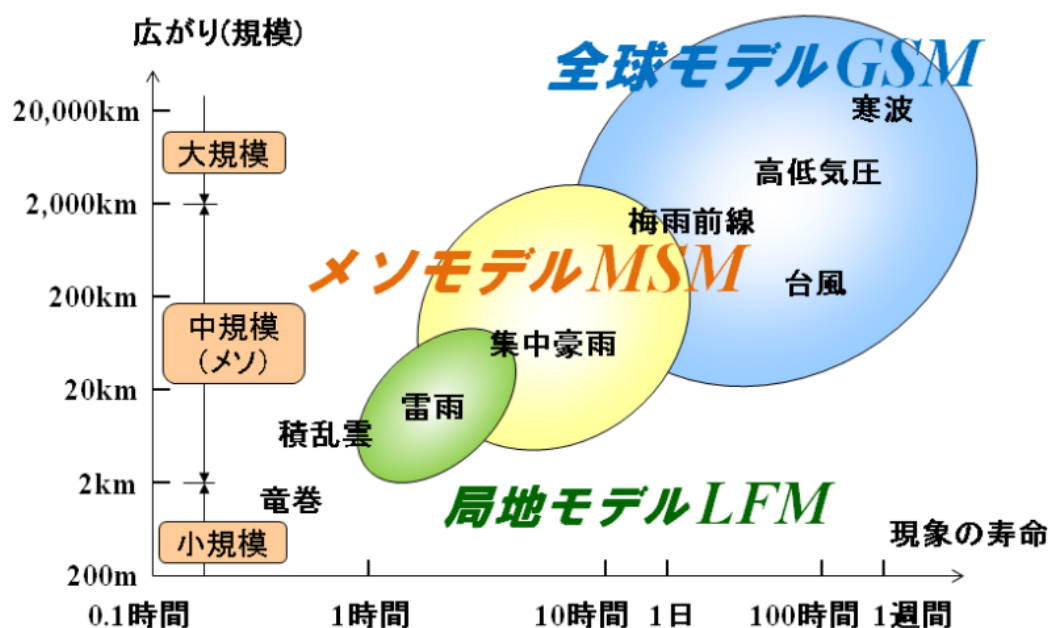 広がり(規模)
全球モデルGSM
20,000km
寒波
大規模
高低気圧
2,000km
梅雨前線
メソモデルMSM
台風
200km
中規模
(メソ)
集中豪雨
20km
雷雨
積乱雲
2km
竜巻
局地モデルLFM
小規模
現象の寿命
200m
0.1時間
1時間
10時間
1日
100時間
1週間